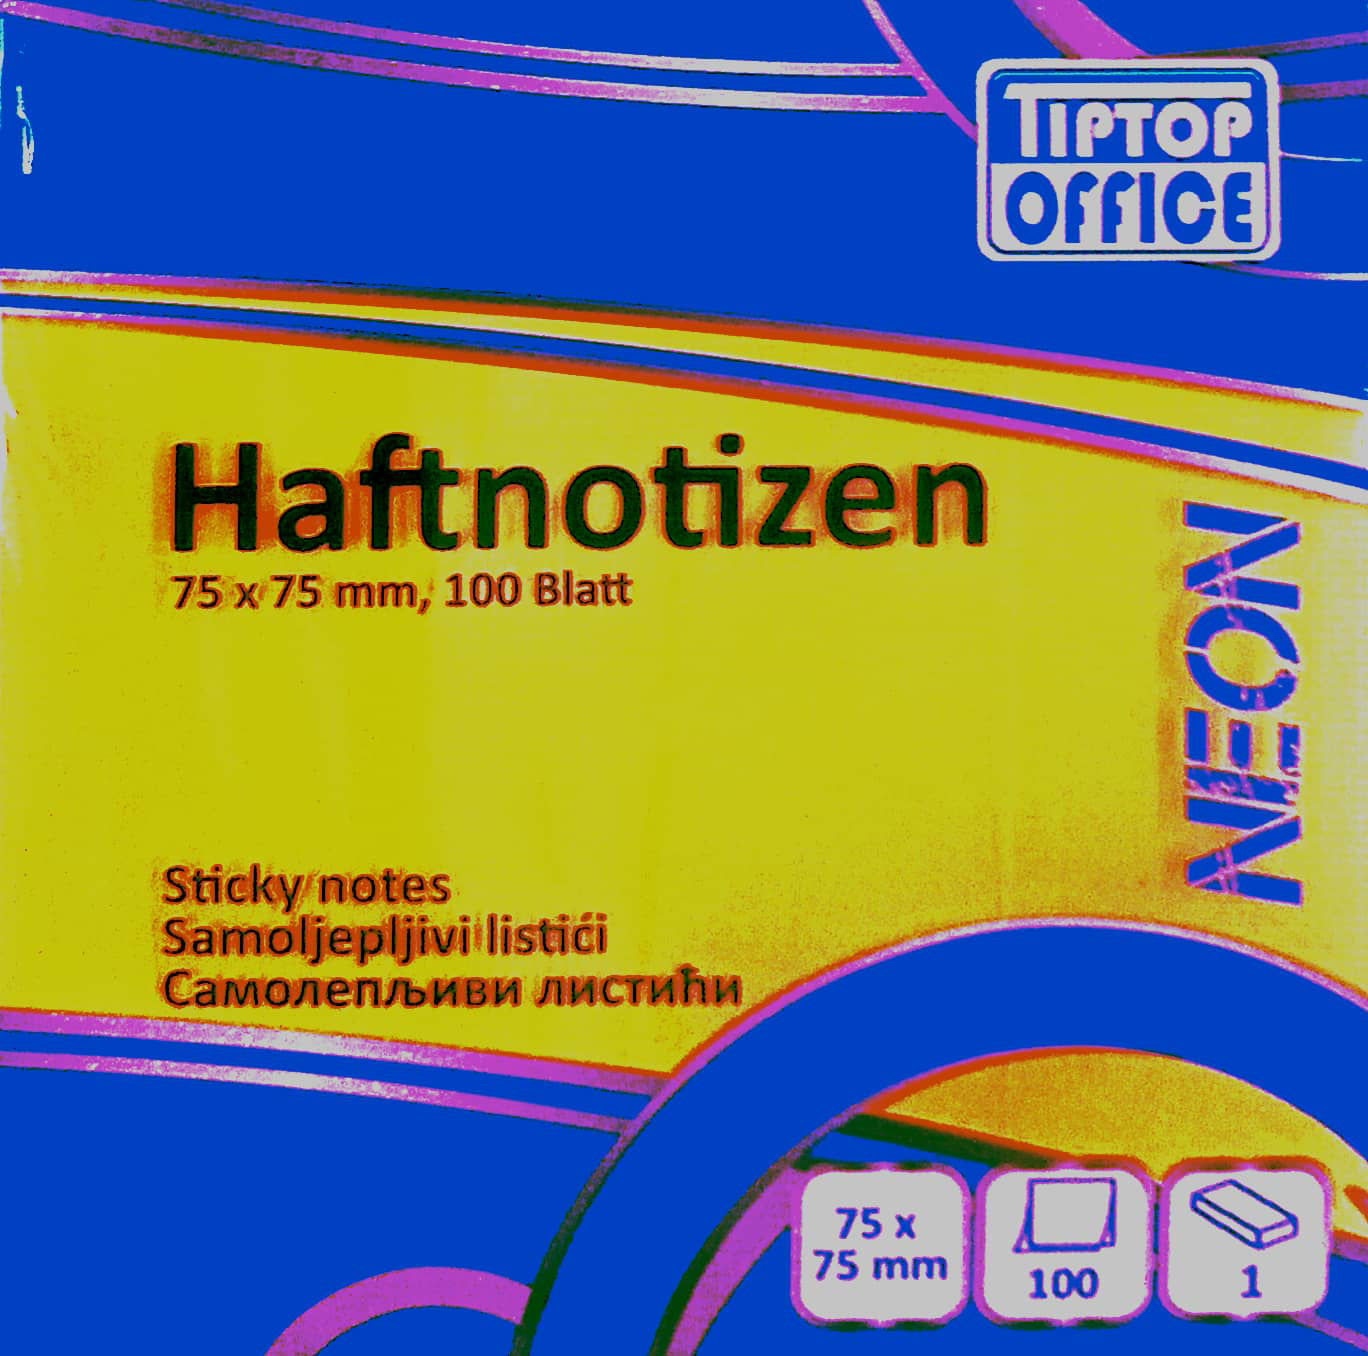 TIPTOP
OFFICE
Haftnotizen
75 x 75 mm, 100 Blatt
NEON
Sticky notes
Samoljepljivi listići
Самолепљиви листићи
75 x
75 mm
100
1